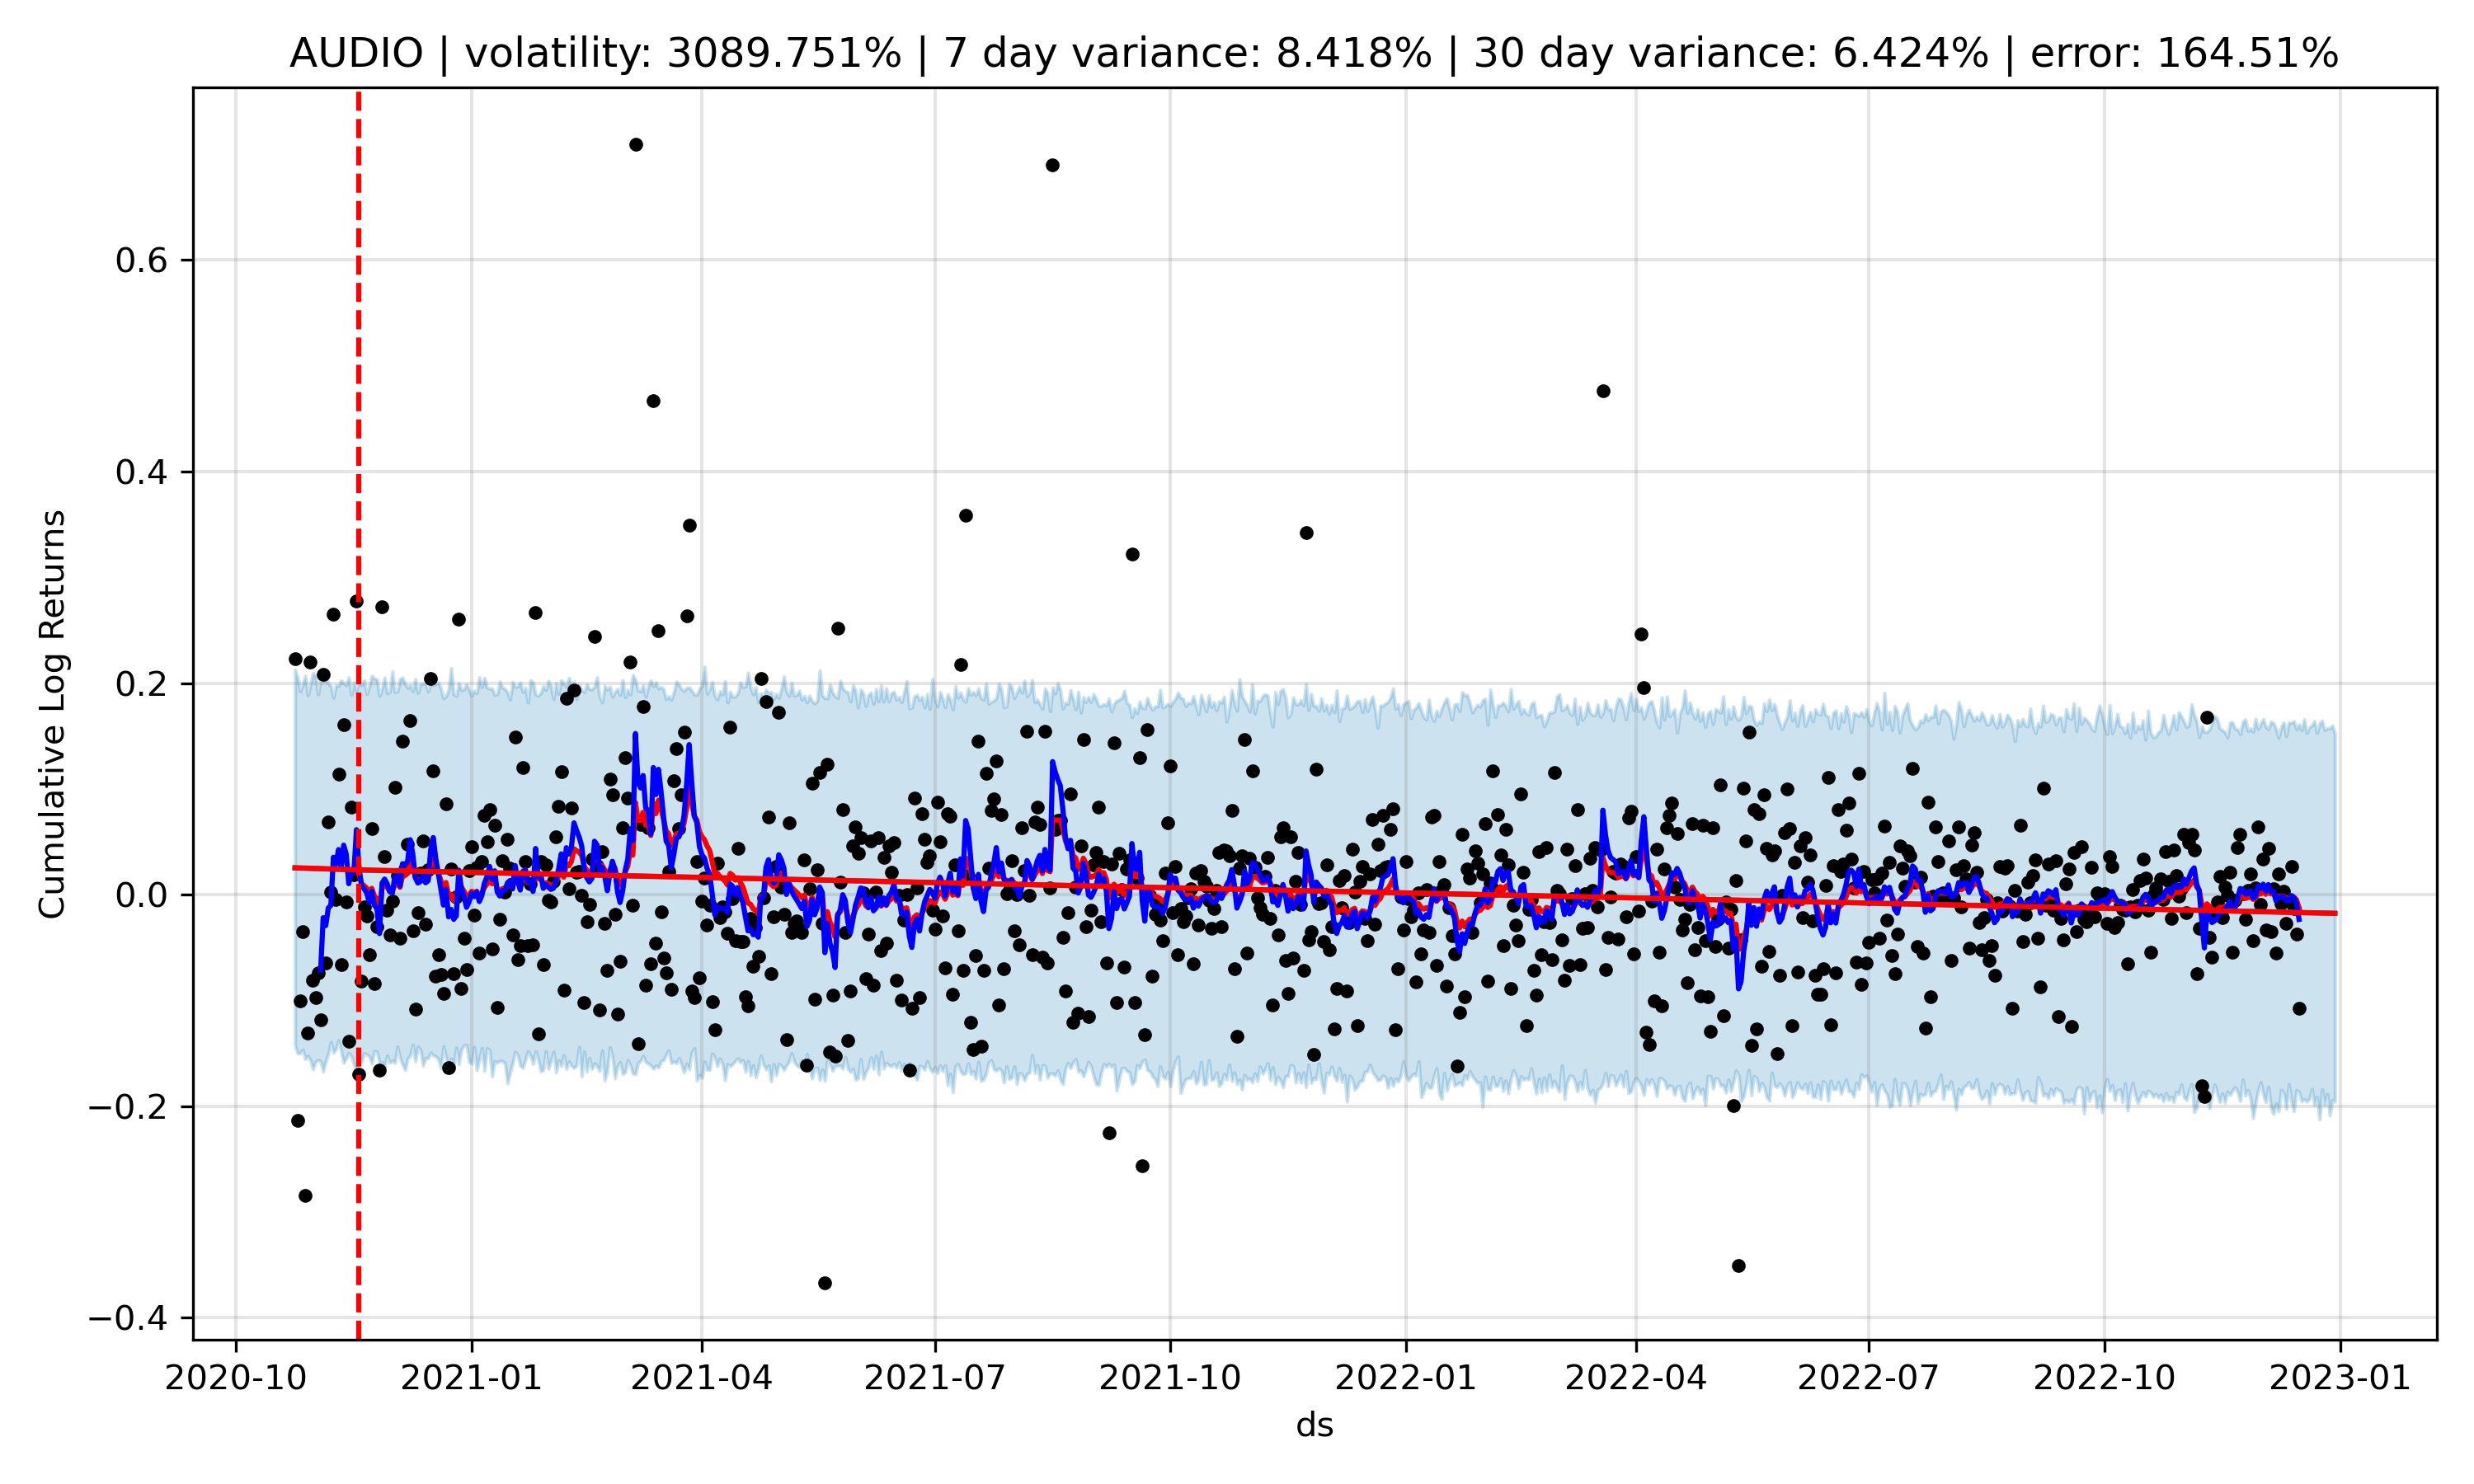 AUDIO | volatility: 3089.751% | 7 day variance: 8.418% | 30 day variance: 6.424% | error: 164.51%
Cumulative Log Returns
0.6
0.4
0.2
0.0
−0.2
−0.4
2020-10 2021-01 2021-04 2021-07 2021-10 2022-01 2022-04 2022-07 2022-10 2023-01
ds